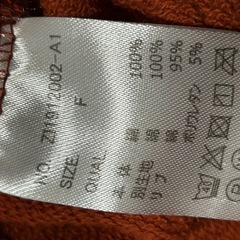 NO. Z1912002-A1
SIZE. F
QUAL.
本体 綿 100%
別生地 綿 100%
リブ 綿 95%
ポリウレタン 5%